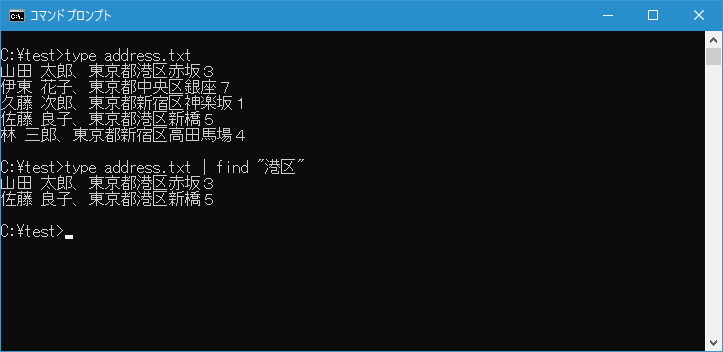 コマンドプロンプト
C:¥test>type address.txt
山田 太郎、東京都港区赤坂３
伊東 花子、東京都中央区銀座７
久藤 次郎、東京都新宿区神楽坂１
佐藤 良子、東京都港区新橋５
林 三郎、東京都新宿区高田馬場４
C:¥test>type address.txt | find "港区"
山田 太郎、東京都港区赤坂３
佐藤 良子、東京都港区新橋５
C:¥test>